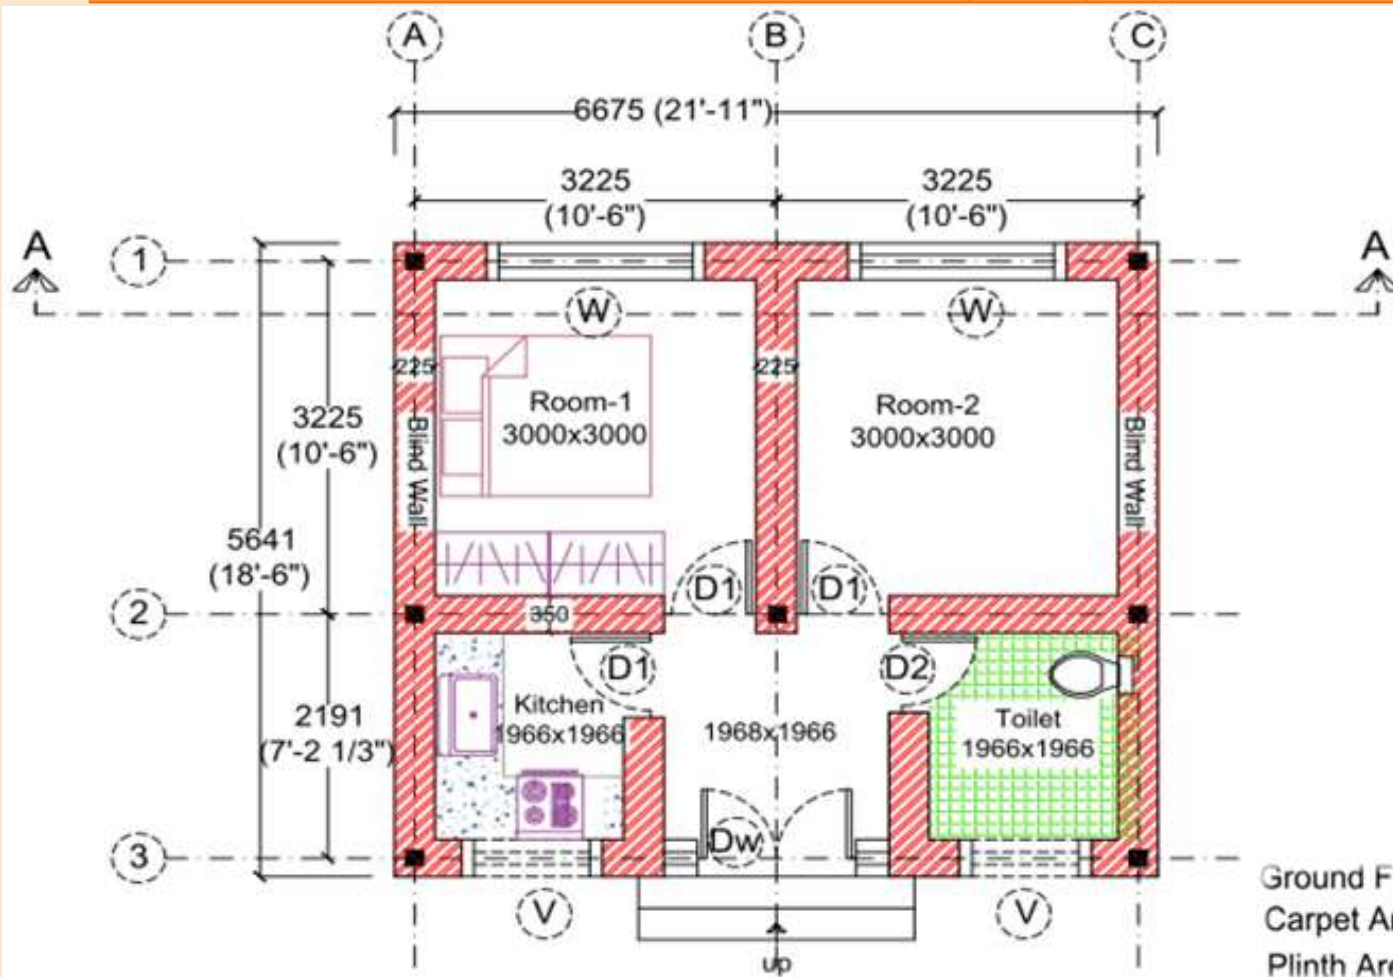 A
B
C
6675 (21'-11")
3225
(10'-6")
3225
(10'-6")
A
1
A
W
W
225
225
3225
(10'-6")
Blind Wall
Room-1
3000x3000
Room-2
3000x3000
Blind Wall
5641
(18'-6")
D1
D1
2
350
D1
D2
2191
(7'-2 1/3")
Kitchen
1966x1966
1968x1966
Toilet
1966x1966
Dw
3
V
V
Ground F
Carpet Ar
Plinth Are
up